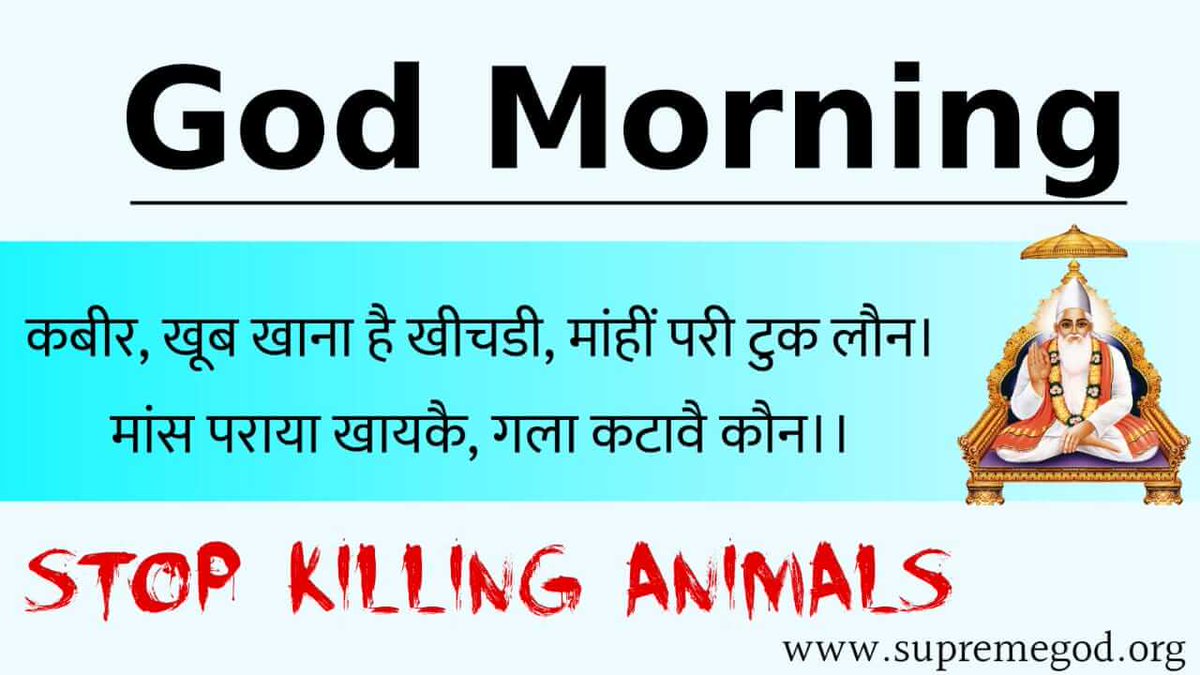 God Morning
कबीर, खूब खाना है खीचडी, मांहीं परी टुक लौन।
मांस पराया खायकै, गला कटावै कौन।।
STOP KILLING ANIMALS
www.supremegod.org